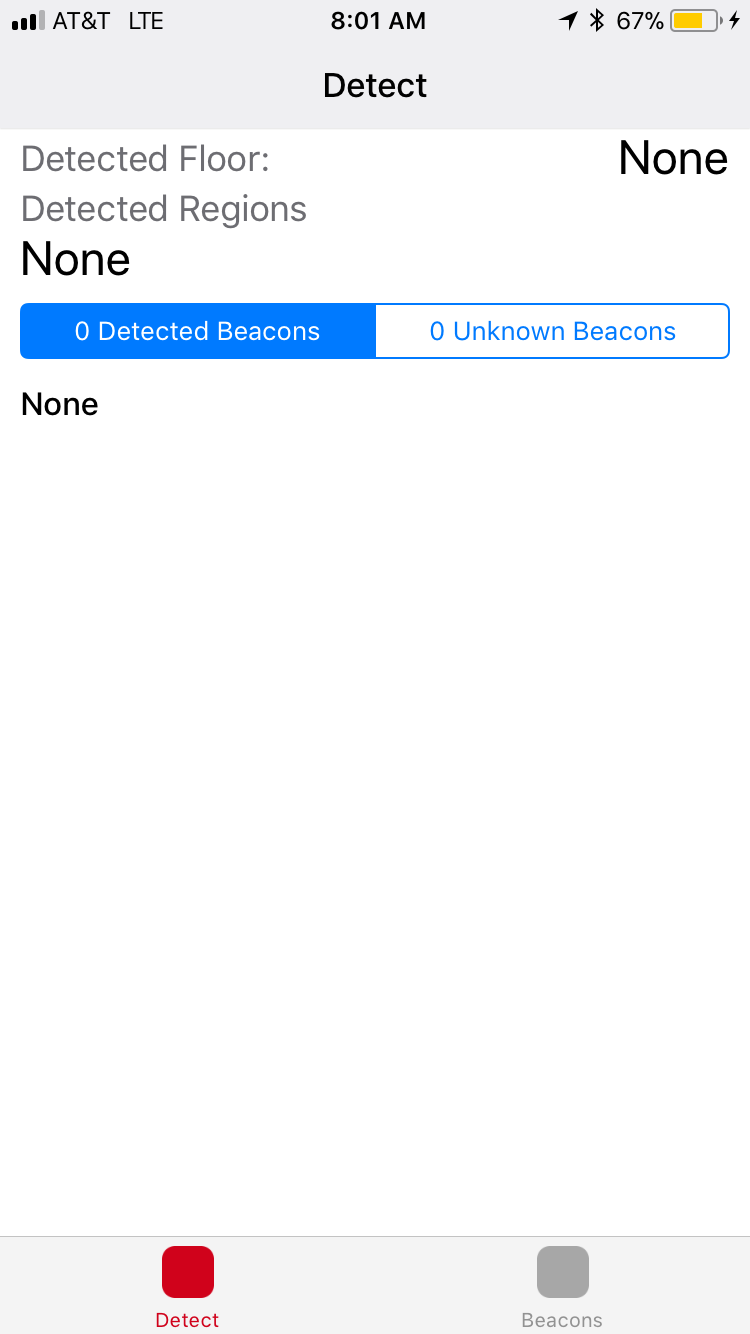 AT&T LTE 8:01 AM 67%
Detect
Detected Floor: None
Detected Regions
None
0 Detected Beacons 0 Unknown Beacons
None
Detect Beacons